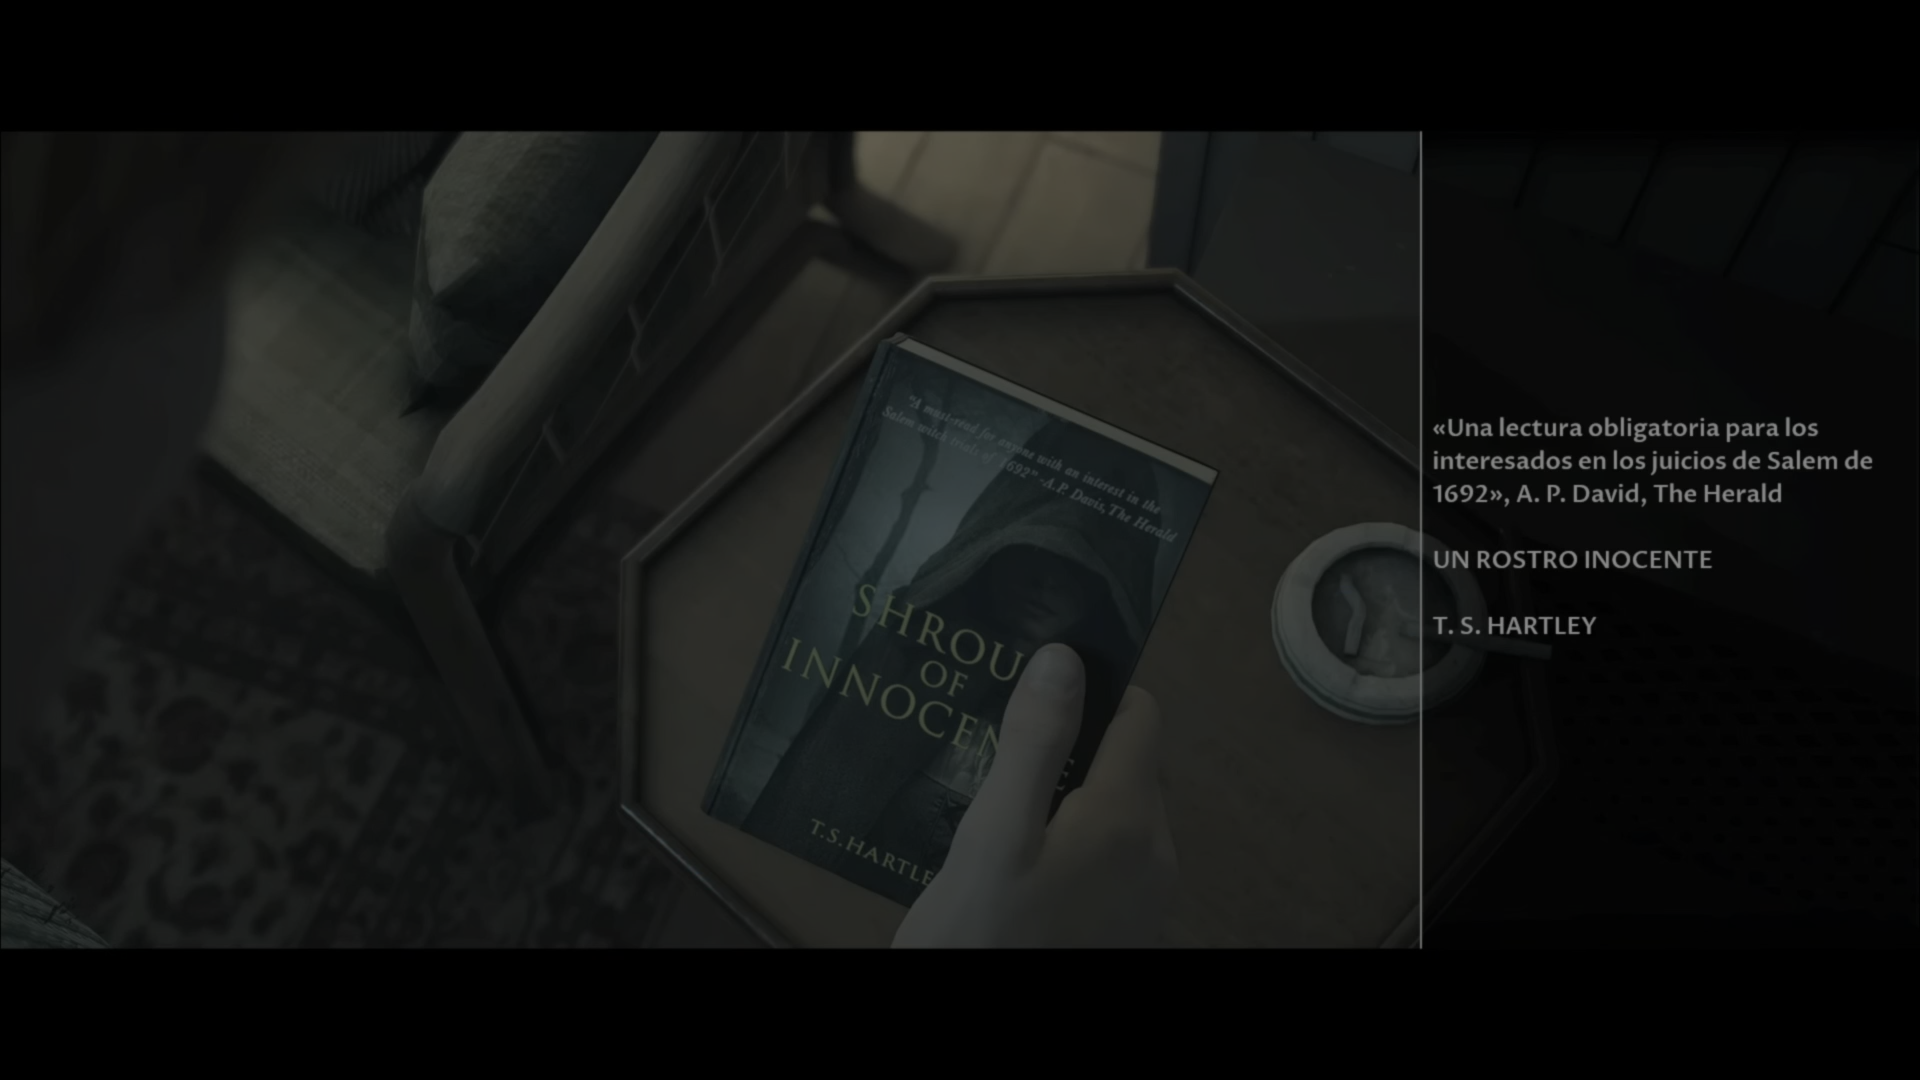 "A must-read for anyone with an interest in the
Salem witch trials of 1692" -A.P. Davis, The Herald
SHROU
OF
INNOCEN
CE
T.S. HARTLE
«Una lectura obligatoria para los
interesados en los juicios de Salem de
1692», A. P. David, The Herald
UN ROSTRO INOCENTE
T. S. HARTLEY